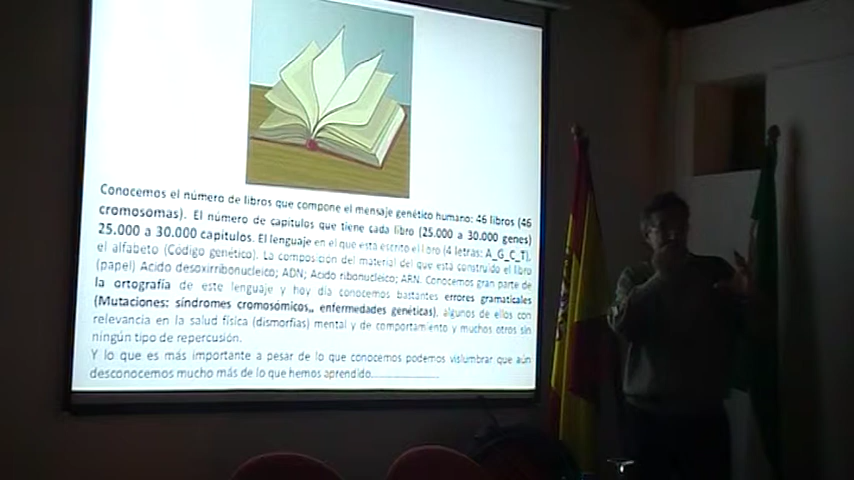 Conocemos el número de libros que compone el mensaje genético humano: 46 libros (46
cromosomas). El número de capítulos que tiene cada libro (25.000 a 30.000 genes)
25.000 a 30.000 capítulos. El lenguaje en el que esta escrito el libro (4 letras: A_G_C_T),
el alfabeto (Código genético). La composición del material del que está construido el libro
(papel) Acido desoxirribonucleico; ADN; Acido ribonucleico; ARN. Conocemos gran parte de
la ortografía de este lenguaje y hoy día conocemos bastantes errores gramaticales
(Mutaciones: síndromes cromosómicos,, enfermedades genéticas), algunos de ellos con
relevancia en la salud física (dismorfias) mental y de comportamiento y muchos otros sin
ningún tipo de repercusión.
Y lo que es más importante a pesar de lo que conocemos podemos vislumbrar que aún
desconocemos mucho más de lo que hemos aprendido.....................